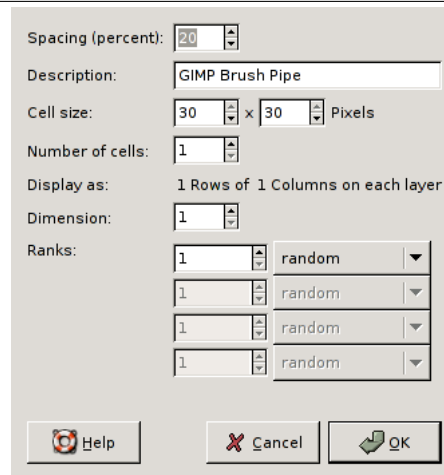 Spacing (percent): 20
Description: GIMP Brush Pipe
Cell size: 30 x 30 Pixels
Number of cells: 1
Display as: 1 Rows of 1 Columns on each layer
Dimension: 1
Ranks: 1 random
1 random
1 random
1 random
Help Cancel OK